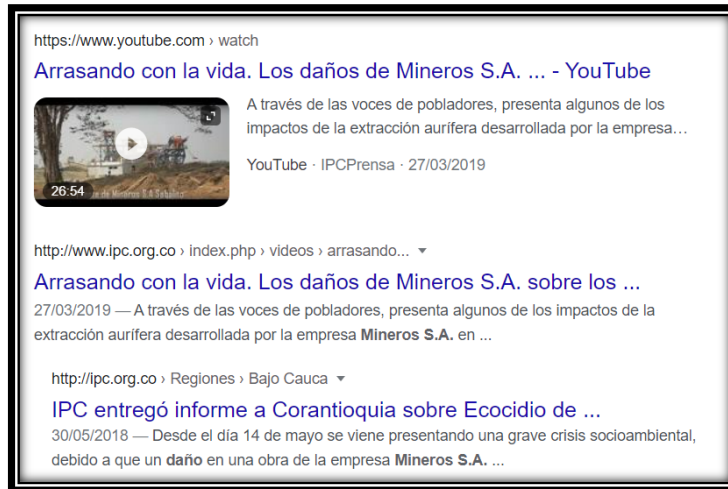 https://www.youtube.com › watch
Arrasando con la vida. Los daños de Mineros S.A. ... - YouTube
A través de las voces de pobladores, presenta algunos de los
impactos de la extracción aurífera desarrollada por la empresa…
YouTube · IPCPrensa · 27/03/2019
26:54
de Mineros S.A
http://www.ipc.org.co › index.php › videos › arrasando...
Arrasando con la vida. Los daños de Mineros S.A. sobre los ...
27/03/2019 — A través de las voces de pobladores, presenta algunos de los impactos de la
extracción aurífera desarrollada por la empresa Mineros S.A. en ...
http://ipc.org.co › Regiones › Bajo Cauca
IPC entregó informe a Corantioquia sobre Ecocidio de ...
30/05/2018 — Desde el día 14 de mayo se viene presentando una grave crisis socioambiental,
debido a que un daño en una obra de la empresa Mineros S.A. ...